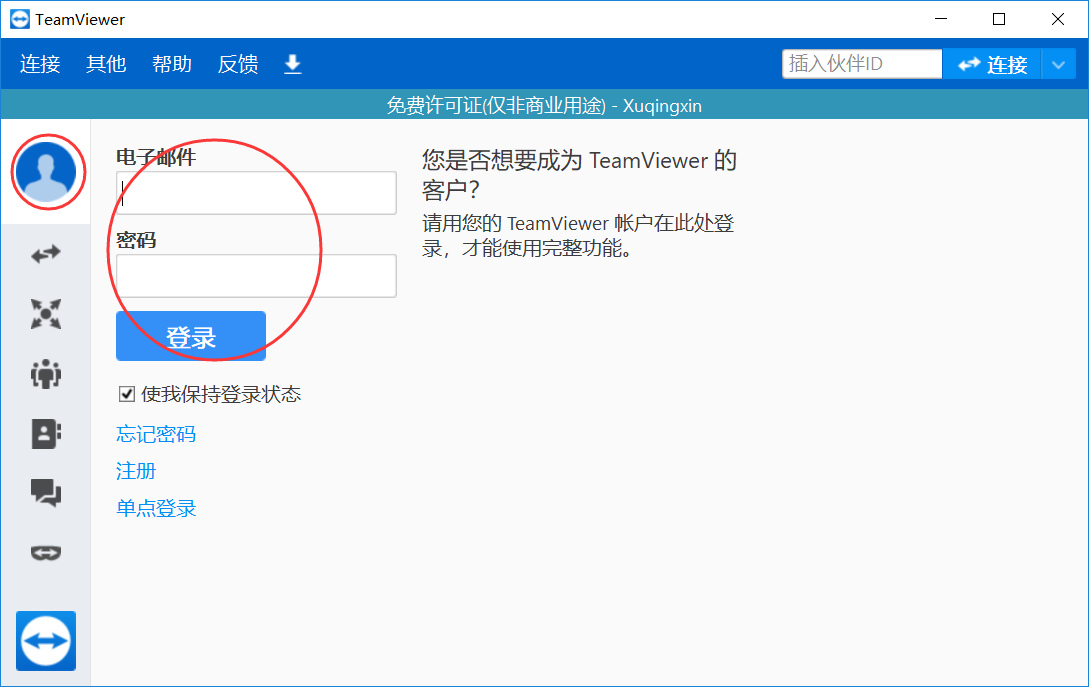 TeamViewer
连接 其他 帮助 反馈 插入伙伴ID 连接
免费许可证(仅非商业用途) - Xuqingxin
电子邮件
密码
登录
使我保持登录状态
忘记密码
注册
单点登录
您是否想要成为 TeamViewer 的
客户?
请用您的 TeamViewer 帐户在此处登
录，才能使用完整功能。